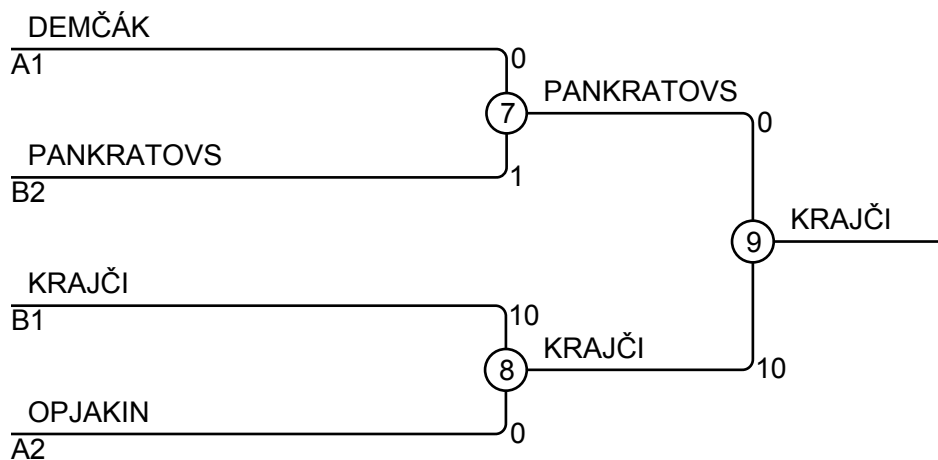 DEMČÁK
A1
0
7
PANKRATOVS
0
PANKRATOVS
B2
1
9
KRAJČI
KRAJČI
B1
10
8
KRAJČI
10
OPJAKIN
A2
0